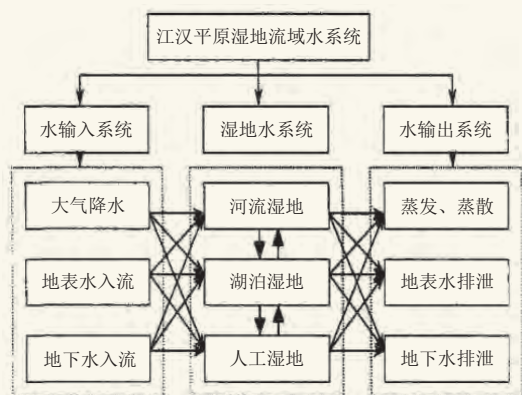 江汉平原湿地流域水系统
水输入系统
湿地水系统
水输出系统
大气降水
河流湿地
蒸发、蒸散
地表水入流
湖泊湿地
地表水排泄
地下水入流
人工湿地
地下水排泄